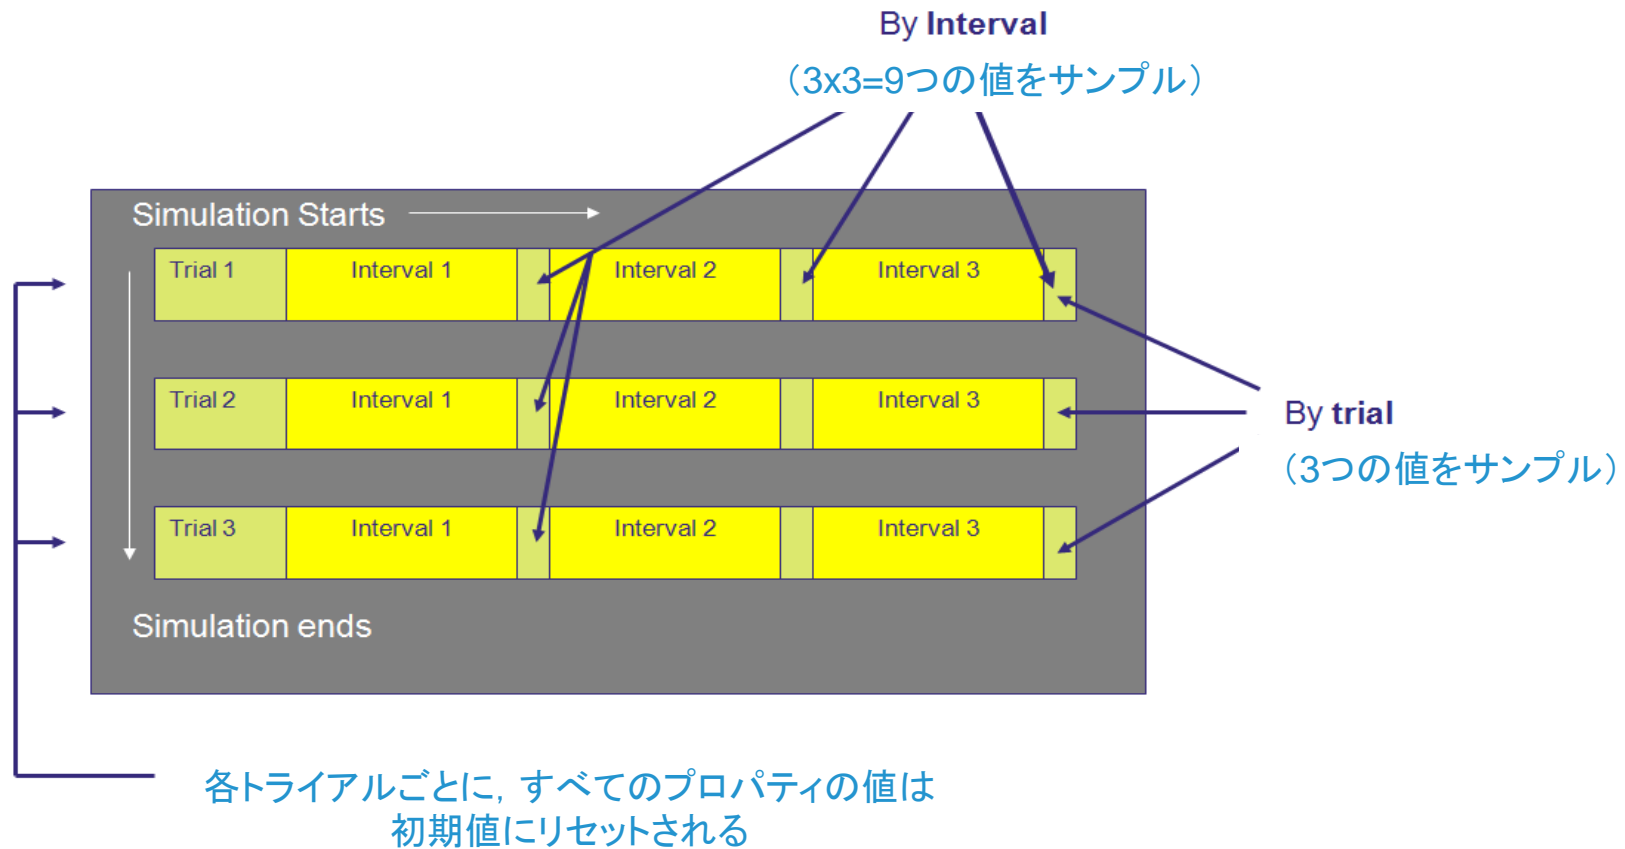 By Interval
（3x3=9つの値をサンプル）
Simulation Starts
Trial 1 Interval 1 Interval 2 Interval 3
Trial 2 Interval 1 Interval 2 Interval 3
By trial
（3つの値をサンプル）
Trial 3 Interval 1 Interval 2 Interval 3
Simulation ends
各トライアルごとに，すべてのプロパティの値は
初期値にリセットされる